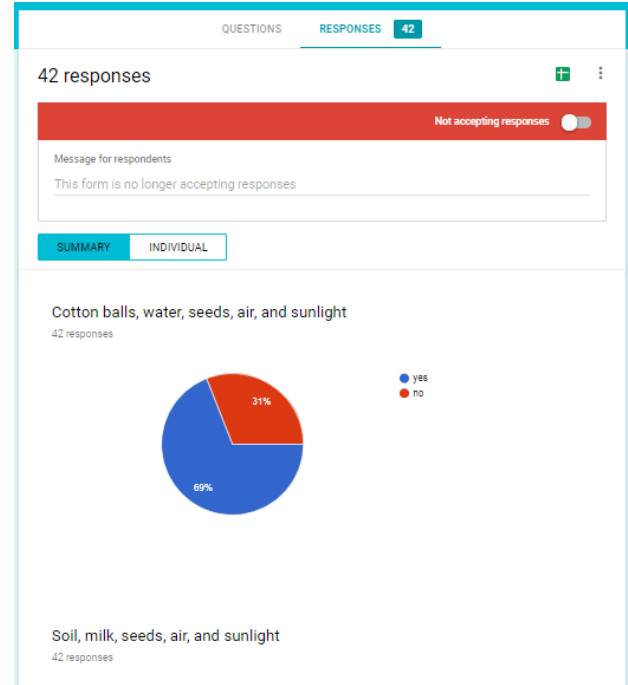 QUESTIONS RESPONSES 42
42 responses
Not accepting responses
Message for respondents
This form is no longer accepting responses
SUMMARY INDIVIDUAL
Cotton balls, water, seeds, air, and sunlight
42 responses
yes
no
31%
69%
Soil, milk, seeds, air, and sunlight
42 responses